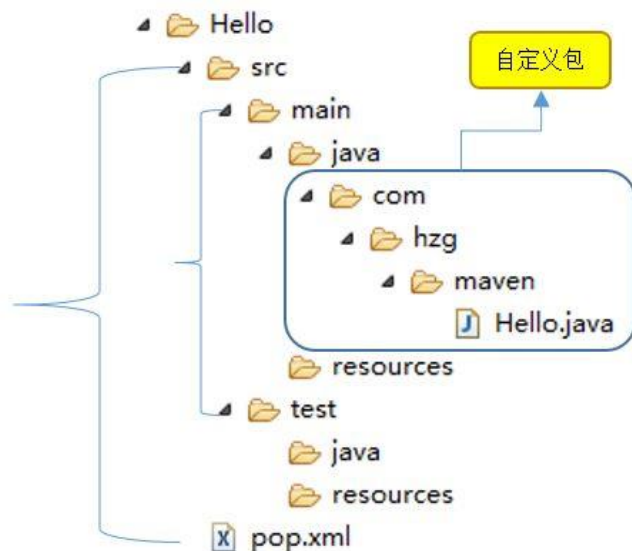 Hello
src
自定义包
main
java
com
hzg
maven
Hello.java
resources
test
java
resources
pop.xml